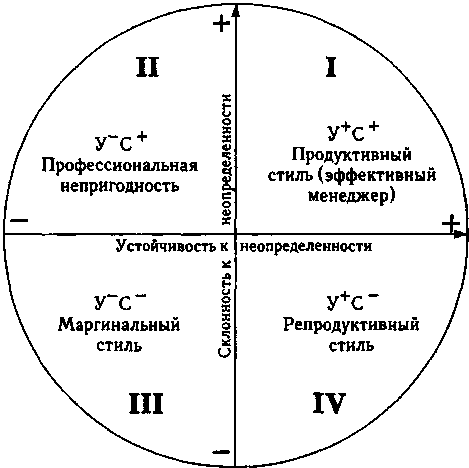 +
II
I
У⁻С⁺
Профессиональная
непригодность
У⁺С⁺
Продуктивный
стиль (эффективный
менеджер)
−
+
Устойчивость к неопределенности
Склонность к неопределенности
У⁻С⁻
Маргинальный
стиль
У⁺С⁻
Репродуктивный
стиль
III
IV
−